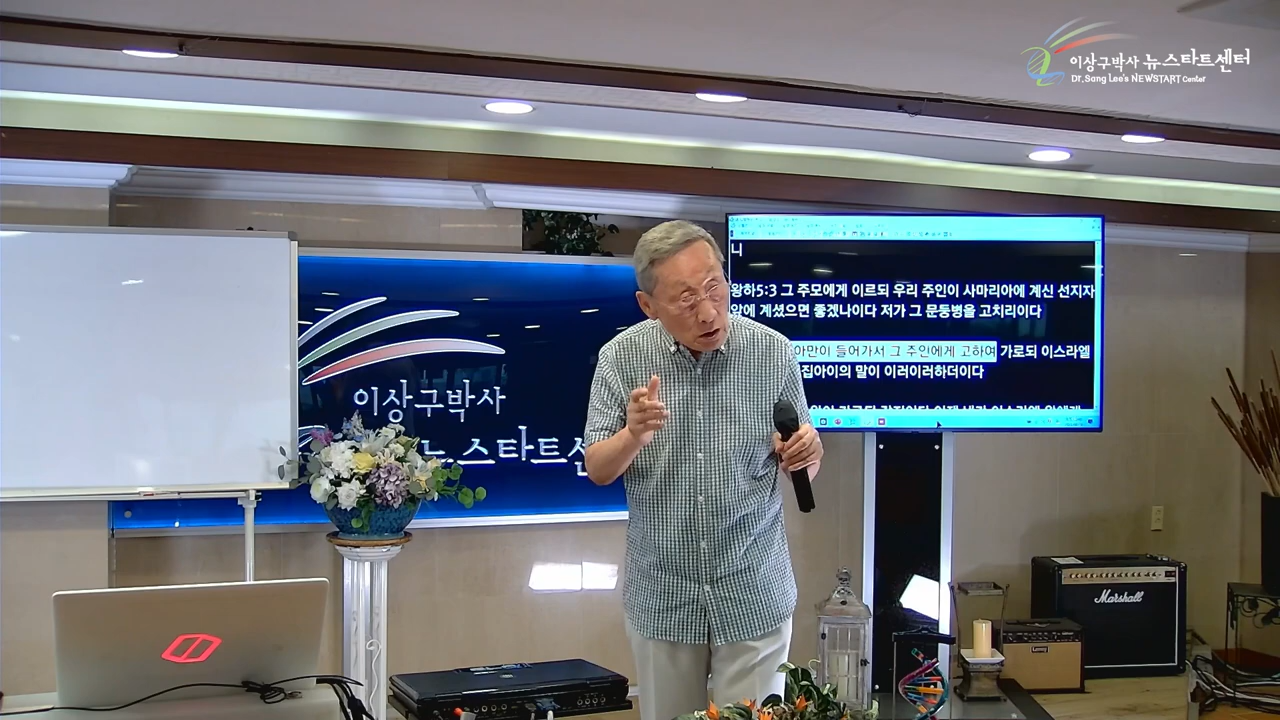 이상구박사 뉴스타트센터
Dr. Sang Lee's NEWSTART Center
니
왕하5:3 그 주모에게 이르되 우리 주인이 사마리아에 계신 선지자
앞에 계셨으면 좋겠나이다 저가 그 문둥병을 고치리이다
아만이 들어가서 그 주인에게 고하여 가로되 이스라엘
집아이의 말이 이러이러하더이다
이상구박사
뉴스타트센
Marshall